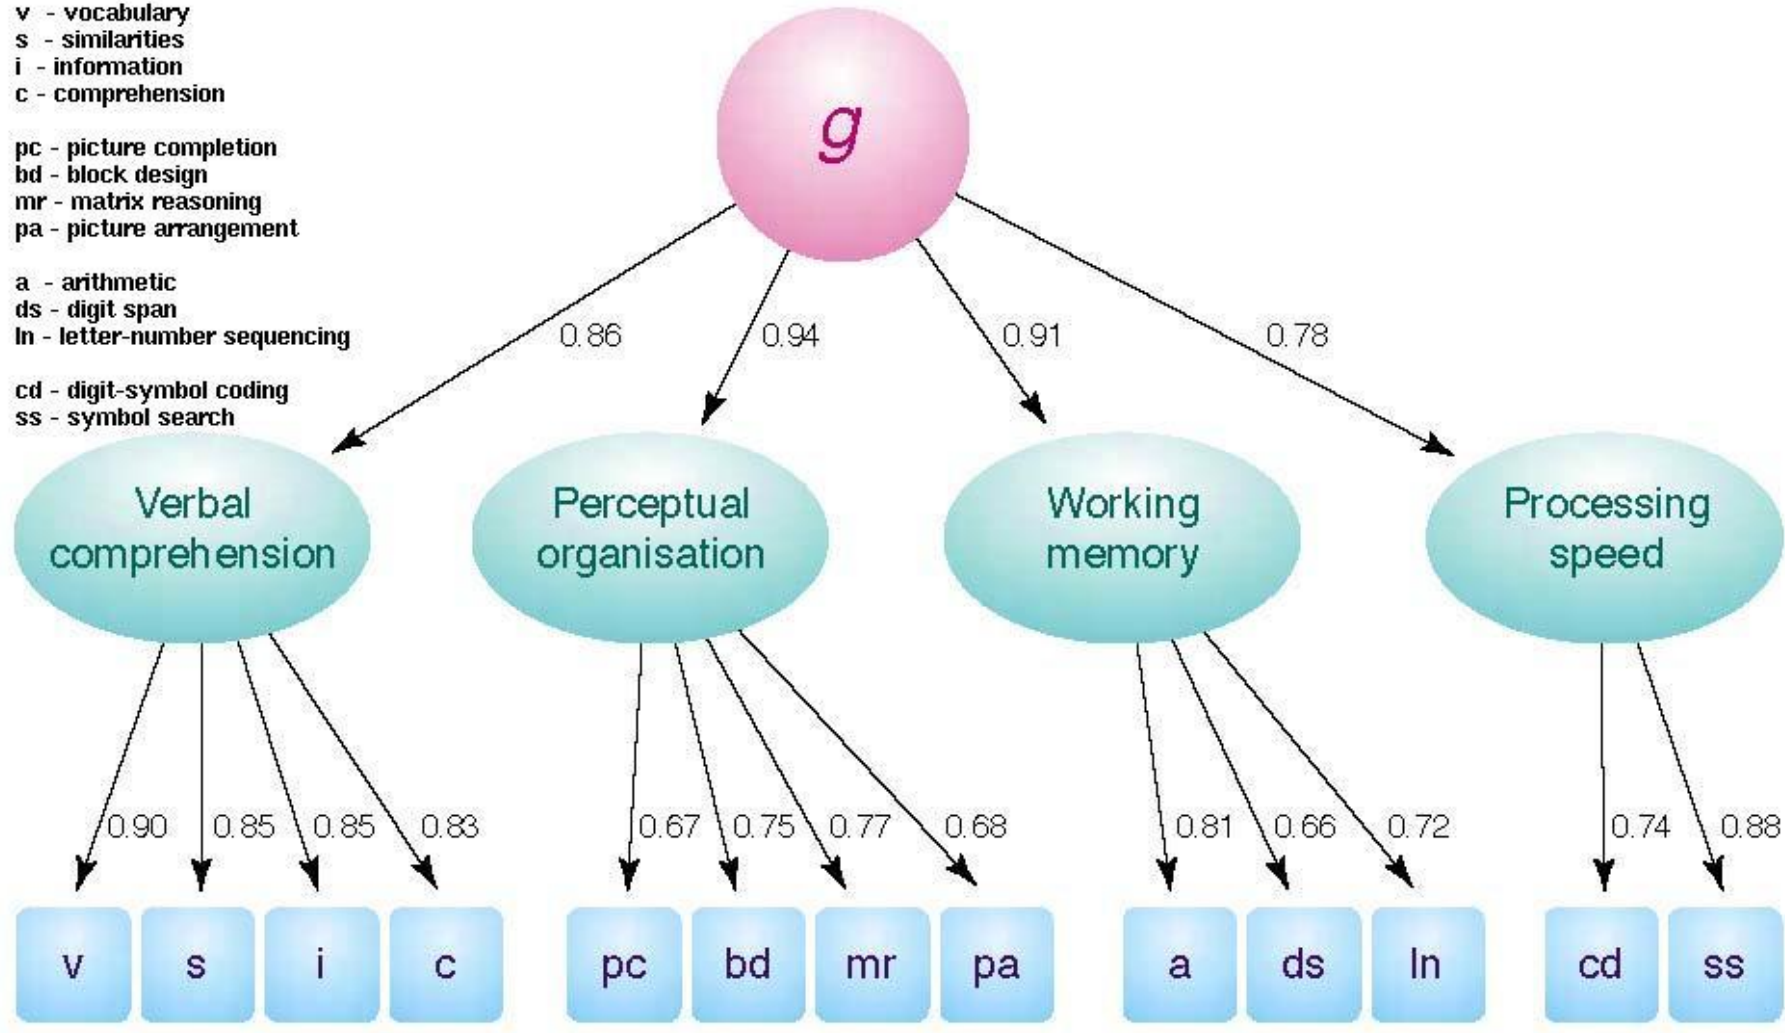 v - vocabulary
s - similarities
i - information
c - comprehension
pc - picture completion
bd - block design
mr - matrix reasoning
pa - picture arrangement
a - arithmetic
ds - digit span
ln - letter-number sequencing
cd - digit-symbol coding
ss - symbol search
g
0.86 0.94 0.91 0.78
Verbal
comprehension
Perceptual
organisation
Working
memory
Processing
speed
0.90 0.85 0.85 0.83 0.67 0.75 0.77 0.68 0.81 0.66 0.72 0.74 0.88
v s i c pc bd mr pa a ds ln cd ss